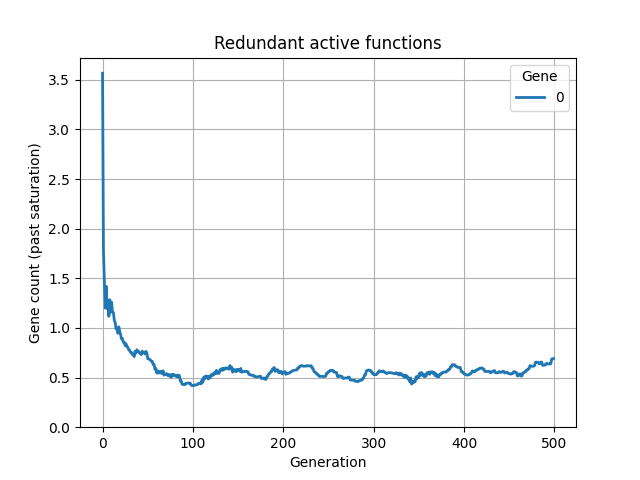 Redundant active functions
Gene
0
Gene count (past saturation)
3.5
3.0
2.5
2.0
1.5
1.0
0.5
0.0
0 100 200 300 400 500
Generation